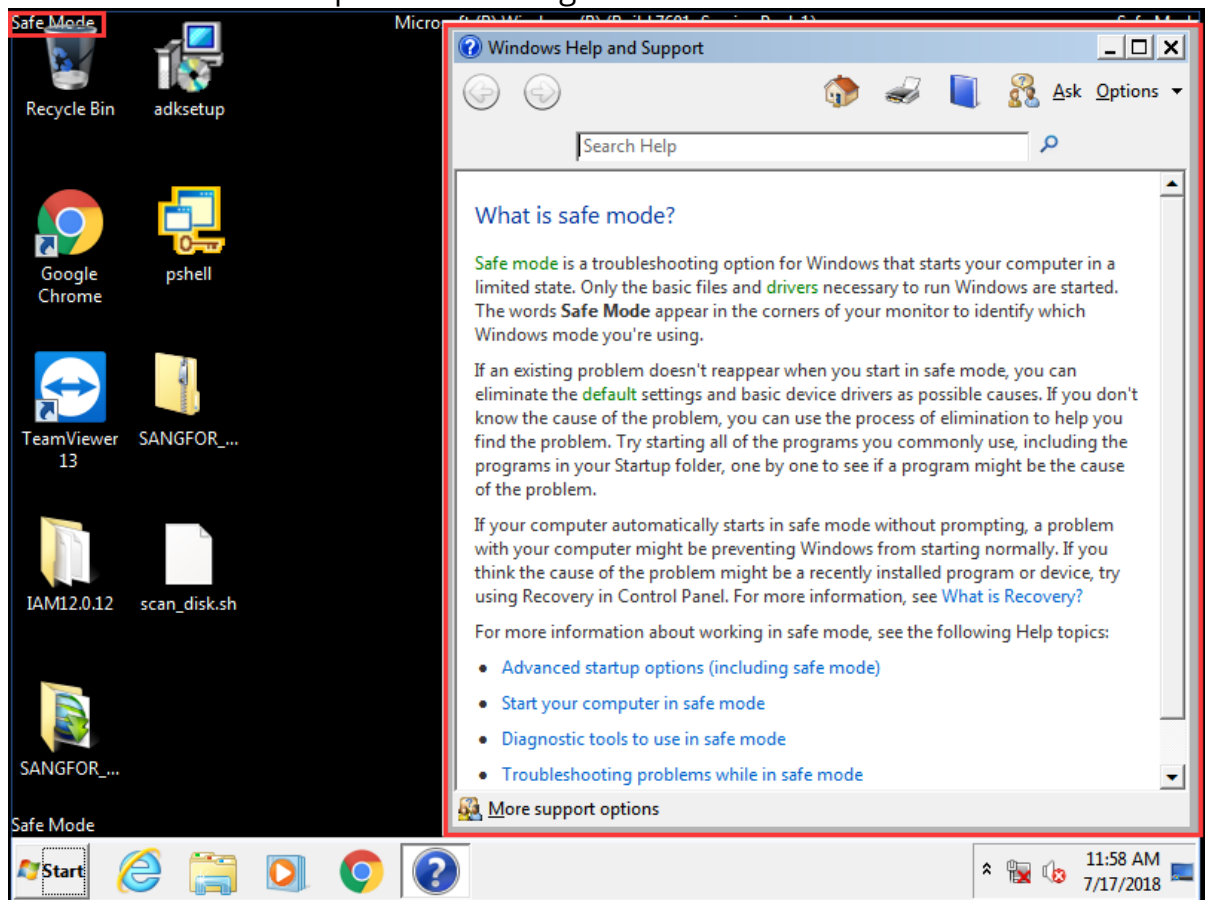 Safe Mode
Micro
Safe Mod
Recycle Bin
adksetup
Google
Chrome
pshell
TeamViewer
13
SANGFOR_...
IAM12.0.12
scan_disk.sh
SANGFOR_...
Safe Mode
Windows Help and Support
Ask Options
Search Help
What is safe mode?
Safe mode is a troubleshooting option for Windows that starts your computer in a
limited state. Only the basic files and drivers necessary to run Windows are started.
The words Safe Mode appear in the corners of your monitor to identify which
Windows mode you're using.
If an existing problem doesn't reappear when you start in safe mode, you can
eliminate the default settings and basic device drivers as possible causes. If you don't
know the cause of the problem, you can use the process of elimination to help you
find the problem. Try starting all of the programs you commonly use, including the
programs in your Startup folder, one by one to see if a program might be the cause
of the problem.
If your computer automatically starts in safe mode without prompting, a problem
with your computer might be preventing Windows from starting normally. If you
think the cause of the problem might be a recently installed program or device, try
using Recovery in Control Panel. For more information, see What is Recovery?
For more information about working in safe mode, see the following Help topics:
• Advanced startup options (including safe mode)
• Start your computer in safe mode
• Diagnostic tools to use in safe mode
• Troubleshooting problems while in safe mode
More support options
Start
11:58 AM
7/17/2018